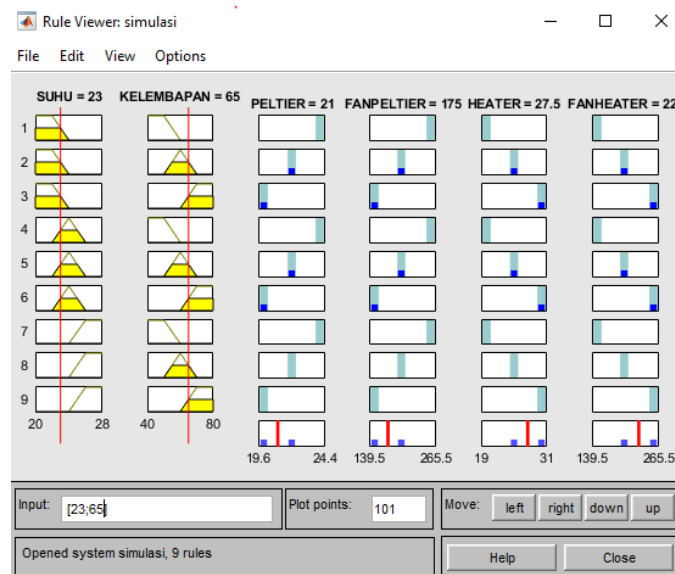 Rule Viewer: simulasi
File Edit View Options
SUHU = 23 KELEMBAPAN = 65 PELTIER = 21 FANPELTIER = 175 HEATER = 27.5 FANHEATER = 22
1
2
3
4
5
6
7
8
9
20 28 40 80
19.6 24.4 139.5 265.5 19 31 139.5 265.5
Input: [23;65] Plot points: 101 Move: left right down up
Opened system simulasi, 9 rules Help Close